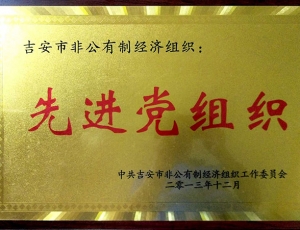 吉安市非公有制经济组织：
先进党组织
中共吉安市非公有制经济组织工作委员会
二零一三年十二月